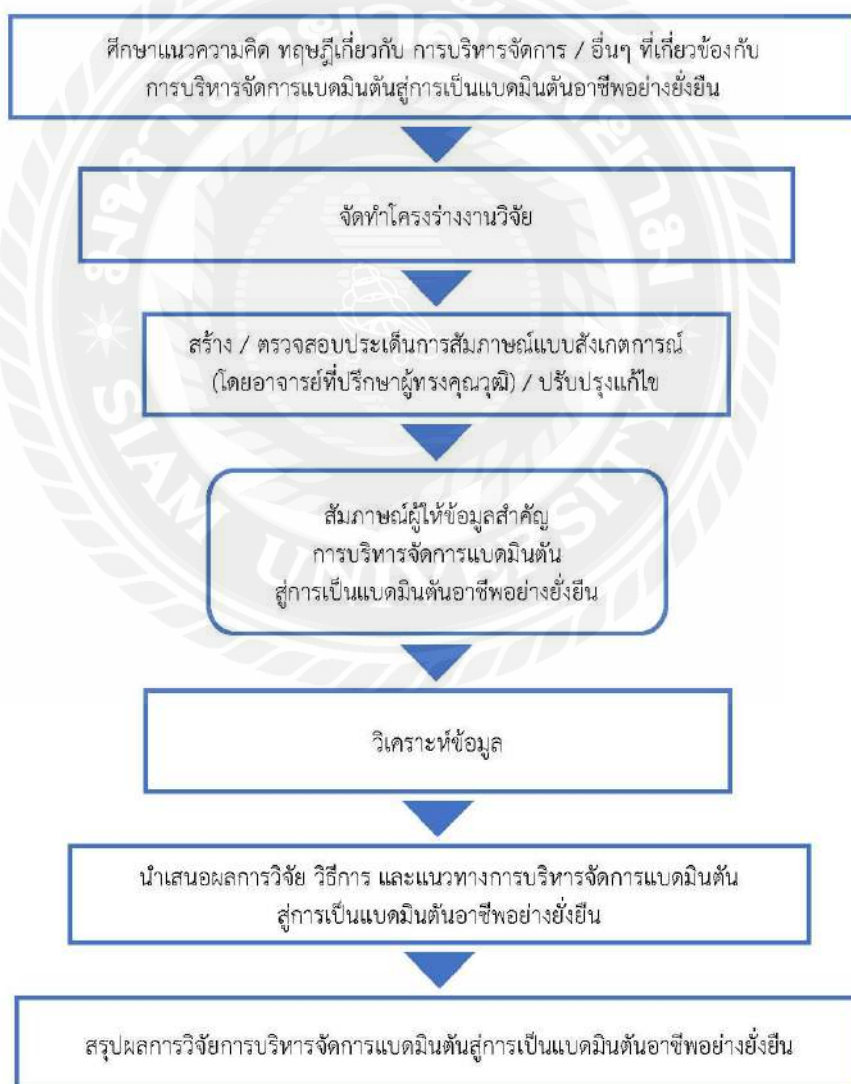 ศึกษาแนวความคิด ทฤษฎีเกี่ยวกับ การบริหารจัดการ / อื่นๆ ที่เกี่ยวข้องกับ
การบริหารจัดการแบดมินตันสู่การเป็นแบดมินตันอาชีพอย่างยั่งยืน
จัดทำโครงร่างงานวิจัย
สร้าง / ตรวจสอบประเด็นการสัมภาษณ์แบบสังเกตการณ์
(โดยอาจารย์ที่ปรึกษาผู้ทรงคุณวุฒิ) / ปรับปรุงแก้ไข
สัมภาษณ์ผู้ให้ข้อมูลสำคัญ
การบริหารจัดการแบดมินตัน
สู่การเป็นแบดมินตันอาชีพอย่างยั่งยืน
วิเคราะห์ข้อมูล
นำเสนอผลการวิจัย วิธีการ และแนวทางการบริหารจัดการแบดมินตัน
สู่การเป็นแบดมินตันอาชีพอย่างยั่งยืน
สรุปผลการวิจัยการบริหารจัดการแบดมินตันสู่การเป็นแบดมินตันอาชีพอย่างยั่งยืน
มหาวิทยาลัยสยาม
SIAM UNIVERSITY